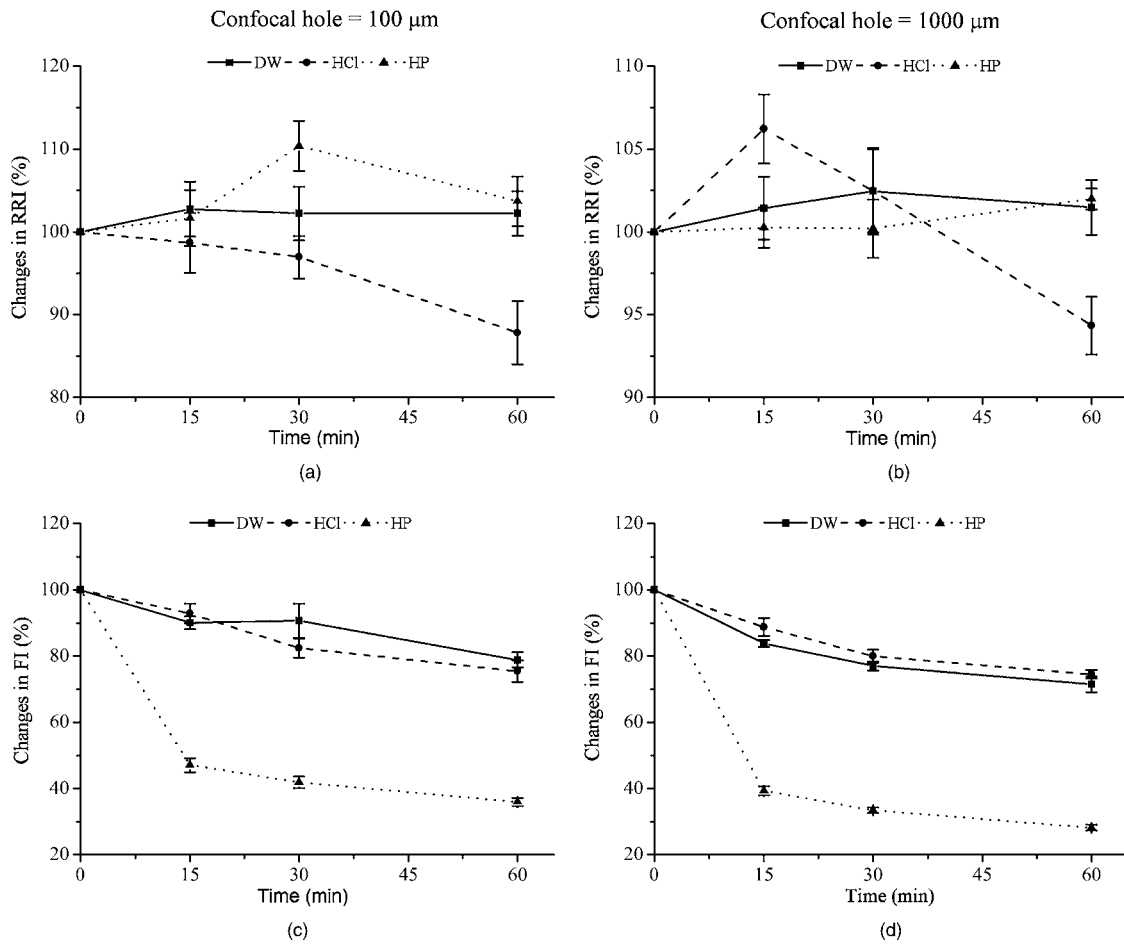 Confocal hole = 100 μm
Confocal hole = 1000 μm
DW HCl HP
120
110
100
90
80
Changes in RRI (%)
0 15 30 45 60
Time (min)
(a)
DW HCl HP
110
105
100
95
90
Changes in RRI (%)
0 15 30 45 60
Time (min)
(b)
DW HCl HP
120
100
80
60
40
20
Changes in FI (%)
0 15 30 45 60
Time (min)
(c)
DW HCl HP
120
100
80
60
40
20
Changes in FI (%)
0 15 30 45 60
Time (min)
(d)